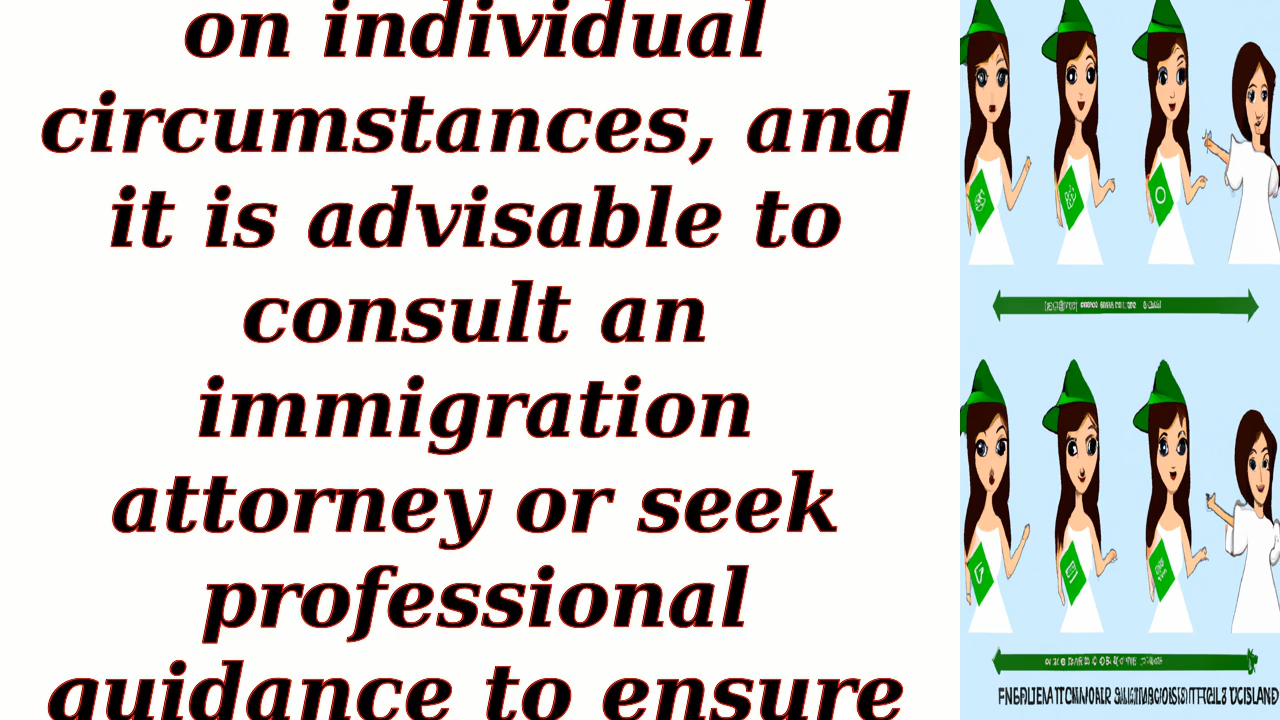 on individual
circumstances, and
it is advisable to
consult an
immigration
attorney or seek
professional
guidance to ensure